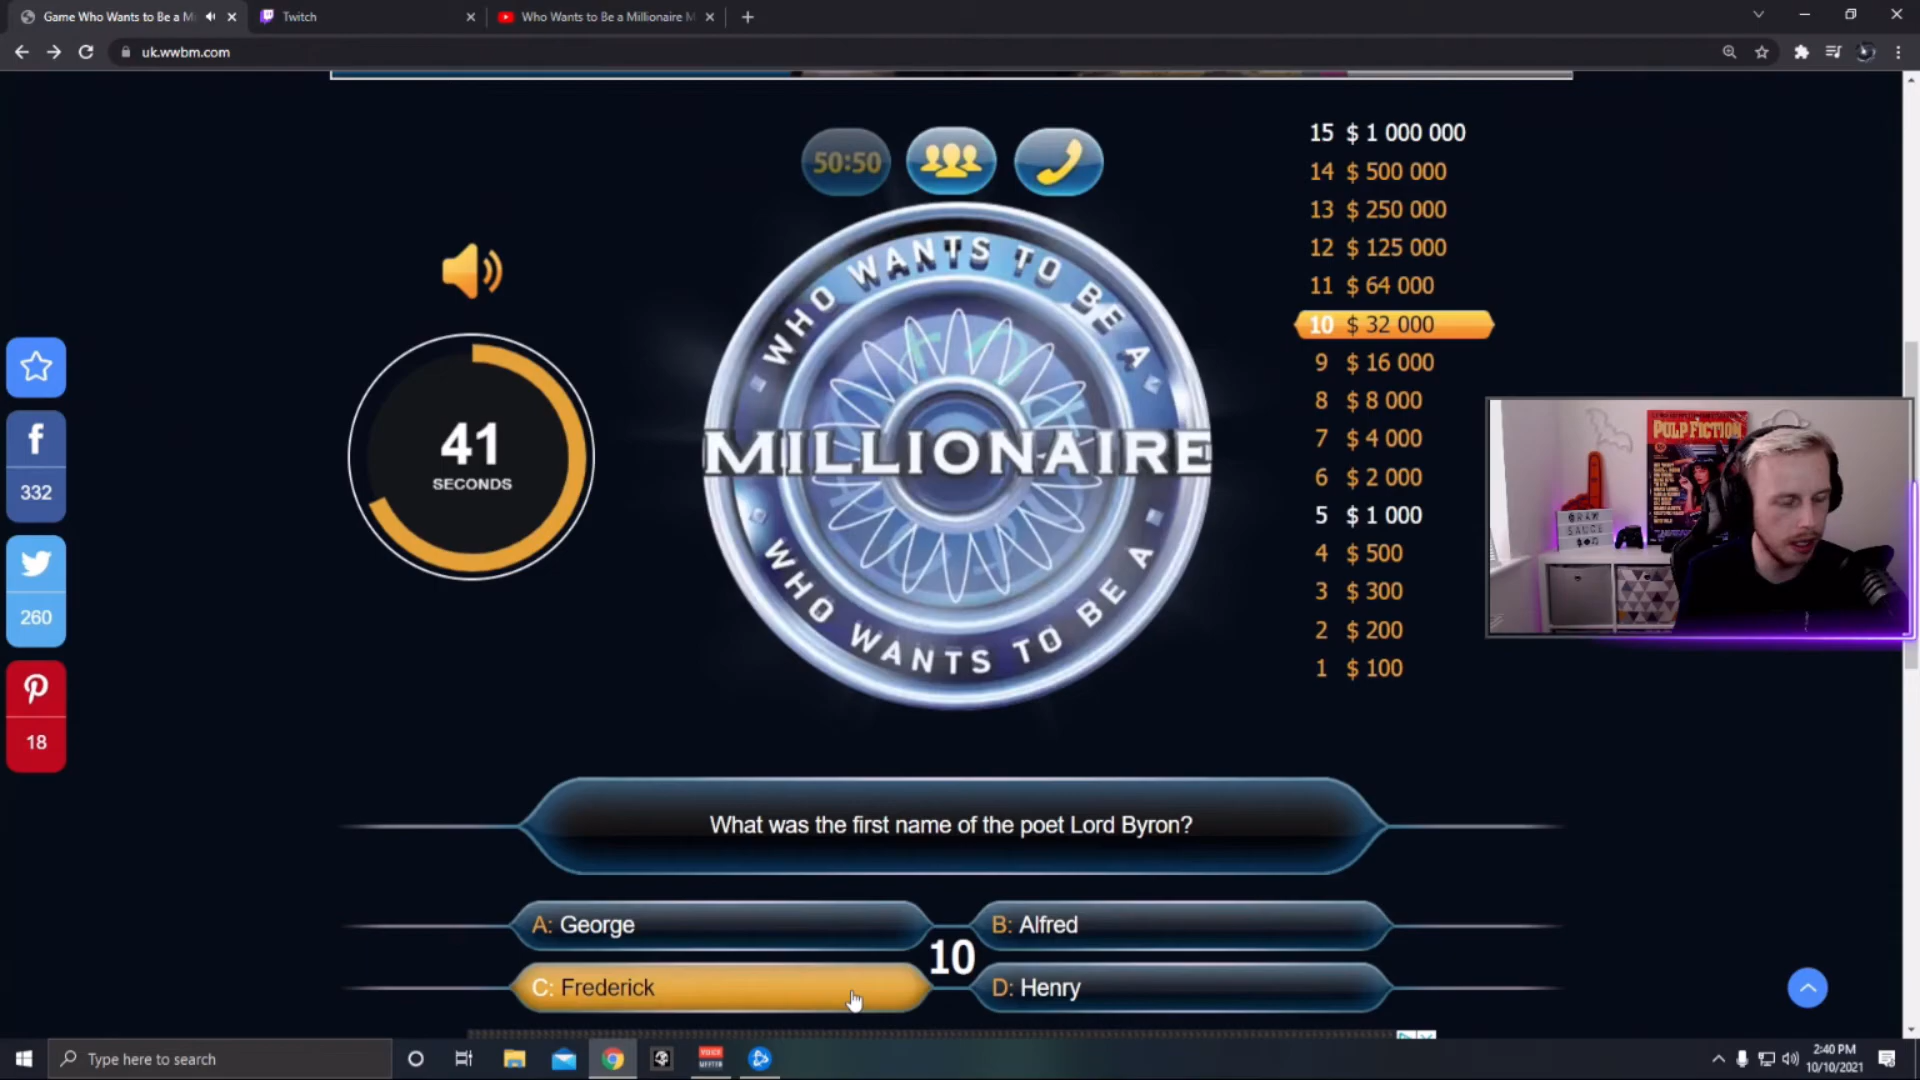 Game Who Wants to Be a M
Twitch
Who Wants to Be a Millionaire M
uk.wwbm.com
50:50
15 $ 1 000 000
14 $ 500 000
13 $ 250 000
12 $ 125 000
11 $ 64 000
10 $ 32 000
9 $ 16 000
8 $ 8 000
7 $ 4 000
6 $ 2 000
5 $ 1 000
4 $ 500
3 $ 300
2 $ 200
1 $ 100
41
SECONDS
WHO WANTS TO BE A
MILLIONAIRE
WHO WANTS TO BE A
332
260
18
PULP FICTION
RAW
SAUCE
What was the first name of the poet Lord Byron?
A: George
B: Alfred
10
C: Frederick
D: Henry
Type here to search
VOICE
MEETER
2:40 PM
10/10/2021